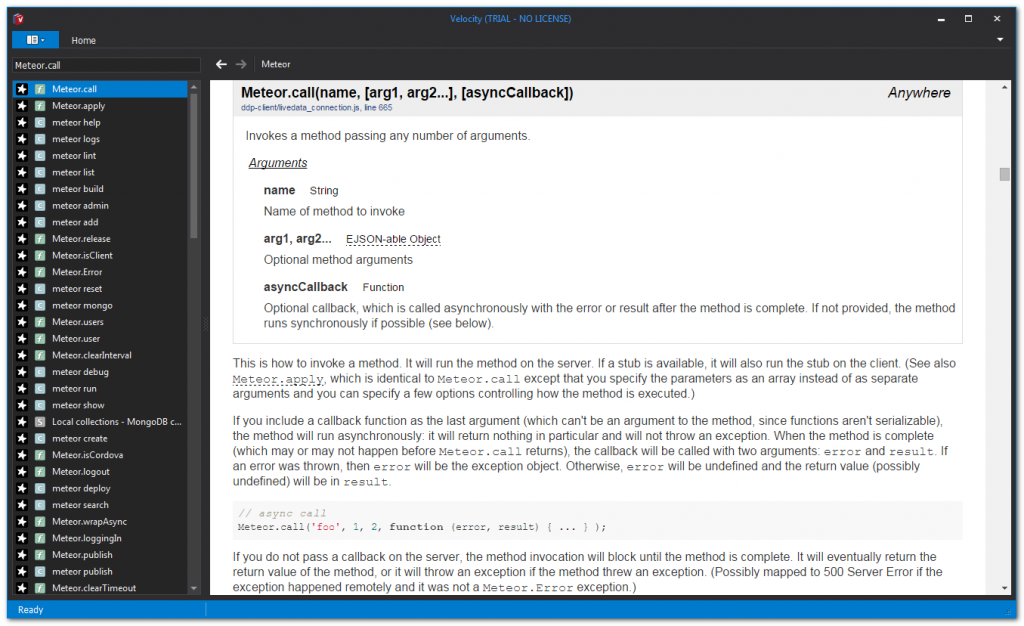 Velocity (TRIAL - NO LICENSE)
Home
Meteor.call
Meteor
Meteor.call
Meteor.apply
meteor help
meteor logs
meteor lint
meteor list
meteor build
meteor admin
meteor add
Meteor.release
Meteor.isClient
Meteor.Error
meteor reset
meteor mongo
Meteor.users
Meteor.user
Meteor.clearInterval
meteor debug
meteor run
meteor show
Local collections - MongoDB c...
meteor create
Meteor.isCordova
Meteor.logout
meteor deploy
meteor search
Meteor.wrapAsync
Meteor.loggingIn
Meteor.publish
meteor publish
Meteor.clearTimeout
Meteor.call(name, [arg1, arg2...], [asyncCallback])
Anywhere
ddp-client/livedata_connection.js, line 665
Invokes a method passing any number of arguments.
Arguments
name String
Name of method to invoke
arg1, arg2... EJSON-able Object
Optional method arguments
asyncCallback Function
Optional callback, which is called asynchronously with the error or result after the method is complete. If not provided, the method
runs synchronously if possible (see below).
This is how to invoke a method. It will run the method on the server. If a stub is available, it will also run the stub on the client. (See also
Meteor.apply, which is identical to Meteor.call except that you specify the parameters as an array instead of as separate
arguments and you can specify a few options controlling how the method is executed.)
If you include a callback function as the last argument (which can't be an argument to the method, since functions aren't serializable),
the method will run asynchronously: it will return nothing in particular and will not throw an exception. When the method is complete
(which may or may not happen before Meteor.call returns), the callback will be called with two arguments: error and result. If
an error was thrown, then error will be the exception object. Otherwise, error will be undefined and the return value (possibly
undefined) will be in result.
// async call
Meteor.call('foo', 1, 2, function (error, result) { ... } );
If you do not pass a callback on the server, the method invocation will block until the method is complete. It will eventually return the
return value of the method, or it will throw an exception if the method threw an exception. (Possibly mapped to 500 Server Error if the
exception happened remotely and it was not a Meteor.Error exception.)
Ready